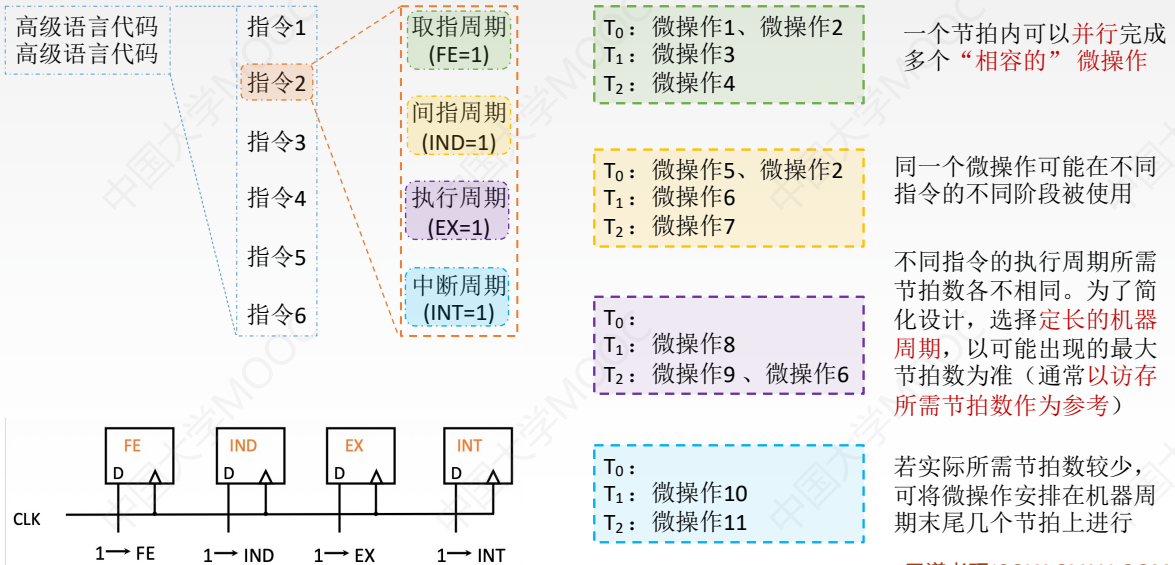 高级语言代码
高级语言代码
指令1
指令2
指令3
指令4
指令5
指令6
取指周期
(FE=1)
间指周期
(IND=1)
执行周期
(EX=1)
中断周期
(INT=1)
T₀：微操作1、微操作2
T₁：微操作3
T₂：微操作4
一个节拍内可以并行完成
多个“相容的”微操作
T₀：微操作5、微操作2
T₁：微操作6
T₂：微操作7
同一个微操作可能在不同
指令的不同阶段被使用
T₀：
T₁：微操作8
T₂：微操作9 、微操作6
不同指令的执行周期所需
节拍数各不相同。为了简
化设计，选择定长的机器
周期，以可能出现的最大
节拍数为准（通常以访存
所需节拍数作为参考）
T₀：
T₁：微操作10
T₂：微操作11
若实际所需节拍数较少，
可将微操作安排在机器周
期末尾几个节拍上进行
FE
IND
EX
INT
D
D
D
D
CLK
1→ FE
1→ IND
1→ EX
1→ INT
中国大学MOOC